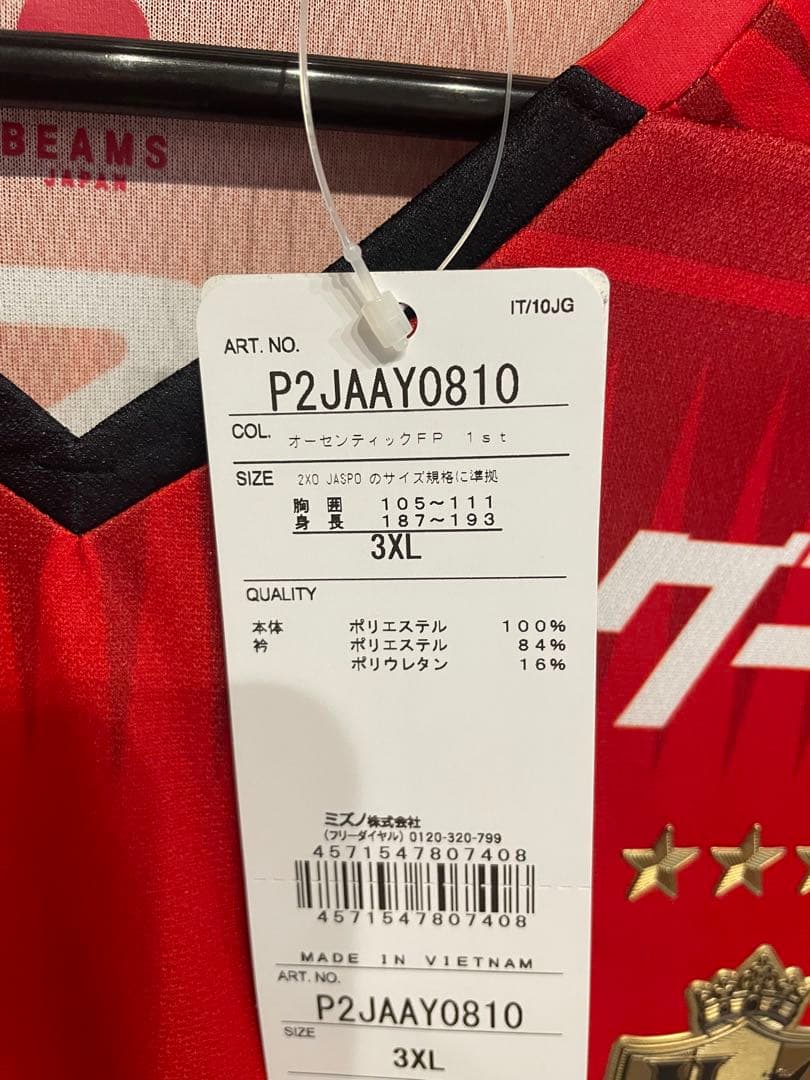 BEAMS
JAPAN
IT/10JG
ART. NO.
P2JAAY0810
COL. オーセンティックFP 1st
SIZE 2XO JASPO のサイズ規格に準拠
胸 囲 105~111
身 長 187~193
3XL
QUALITY
本体 ポリエステル 100%
衿 ポリエステル 84%
ポリウレタン 16%
グー
ミズノ株式会社
(フリーダイヤル) 0120-320-799
4571547807408
4571547807408
MADE IN VIETNAM
ART. NO.
P2JAAY0810
SIZE
3XL